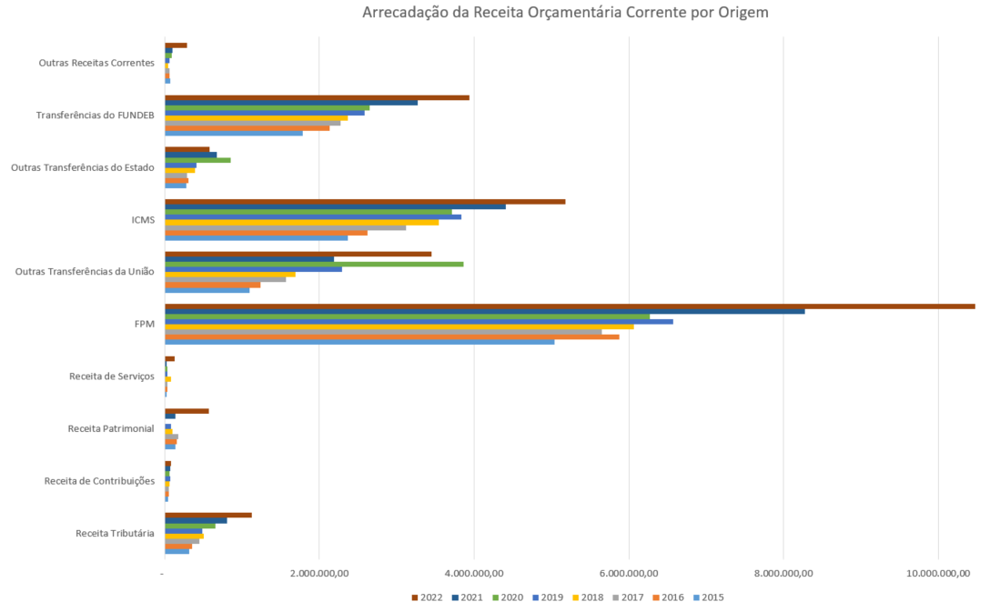 Arrecadação da Receita Orçamentária Corrente por Origem
Outras Receitas Correntes
Transferências do FUNDEB
Outras Transferências do Estado
ICMS
Outras Transferências da União
FPM
Receita de Serviços
Receita Patrimonial
Receita de Contribuições
Receita Tributária
- 2.000.000,00 4.000.000,00 6.000.000,00 8.000.000,00 10.000.000,00
2022 2021 2020 2019 2018 2017 2016 2015